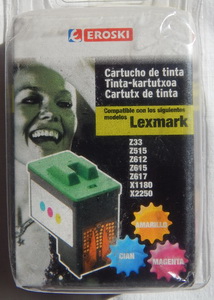 EROSKI
Cartucho de tinta
Tinta-kartutxoa
Cartutx de tinta
Compatible con los siguientes
modelos Lexmark
Z33
Z515
Z612
Z615
Z617
X1180
X2250
AMARILLO
CIAN
MAGENTA